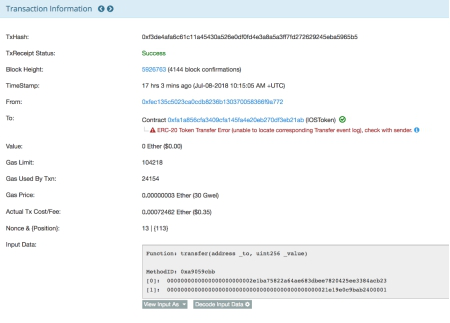 Transaction Information
TxHash: 0xf3de4afa6c61c11a45430a526e0df0fd4e3a8a5a3ff7fd272629245eba5965b5
TxReceipt Status: Success
Block Height: 5926763 (4144 block confirmations)
TimeStamp: 17 hrs 3 mins ago (Jul-08-2018 10:15:05 AM +UTC)
From: 0xfec135c5023ca0cdb8236b130370058366f9a772
To: Contract 0xfa1a856cfa3409cfa145fa4e20eb270df3eb21ab (IOSToken)
ERC-20 Token Transfer Error (unable to locate corresponding Transfer event log), check with sender.
Value: 0 Ether ($0.00)
Gas Limit: 104218
Gas Used By Txn: 24154
Gas Price: 0.00000003 Ether (30 Gwei)
Actual Tx Cost/Fee: 0.00072462 Ether ($0.35)
Nonce & {Position}: 13 | {113}
Input Data:
Function: transfer(address _to, uint256 _value)
MethodID: 0xa9059cbb
[0]:
[1]:
View Input As
Decode Input Data